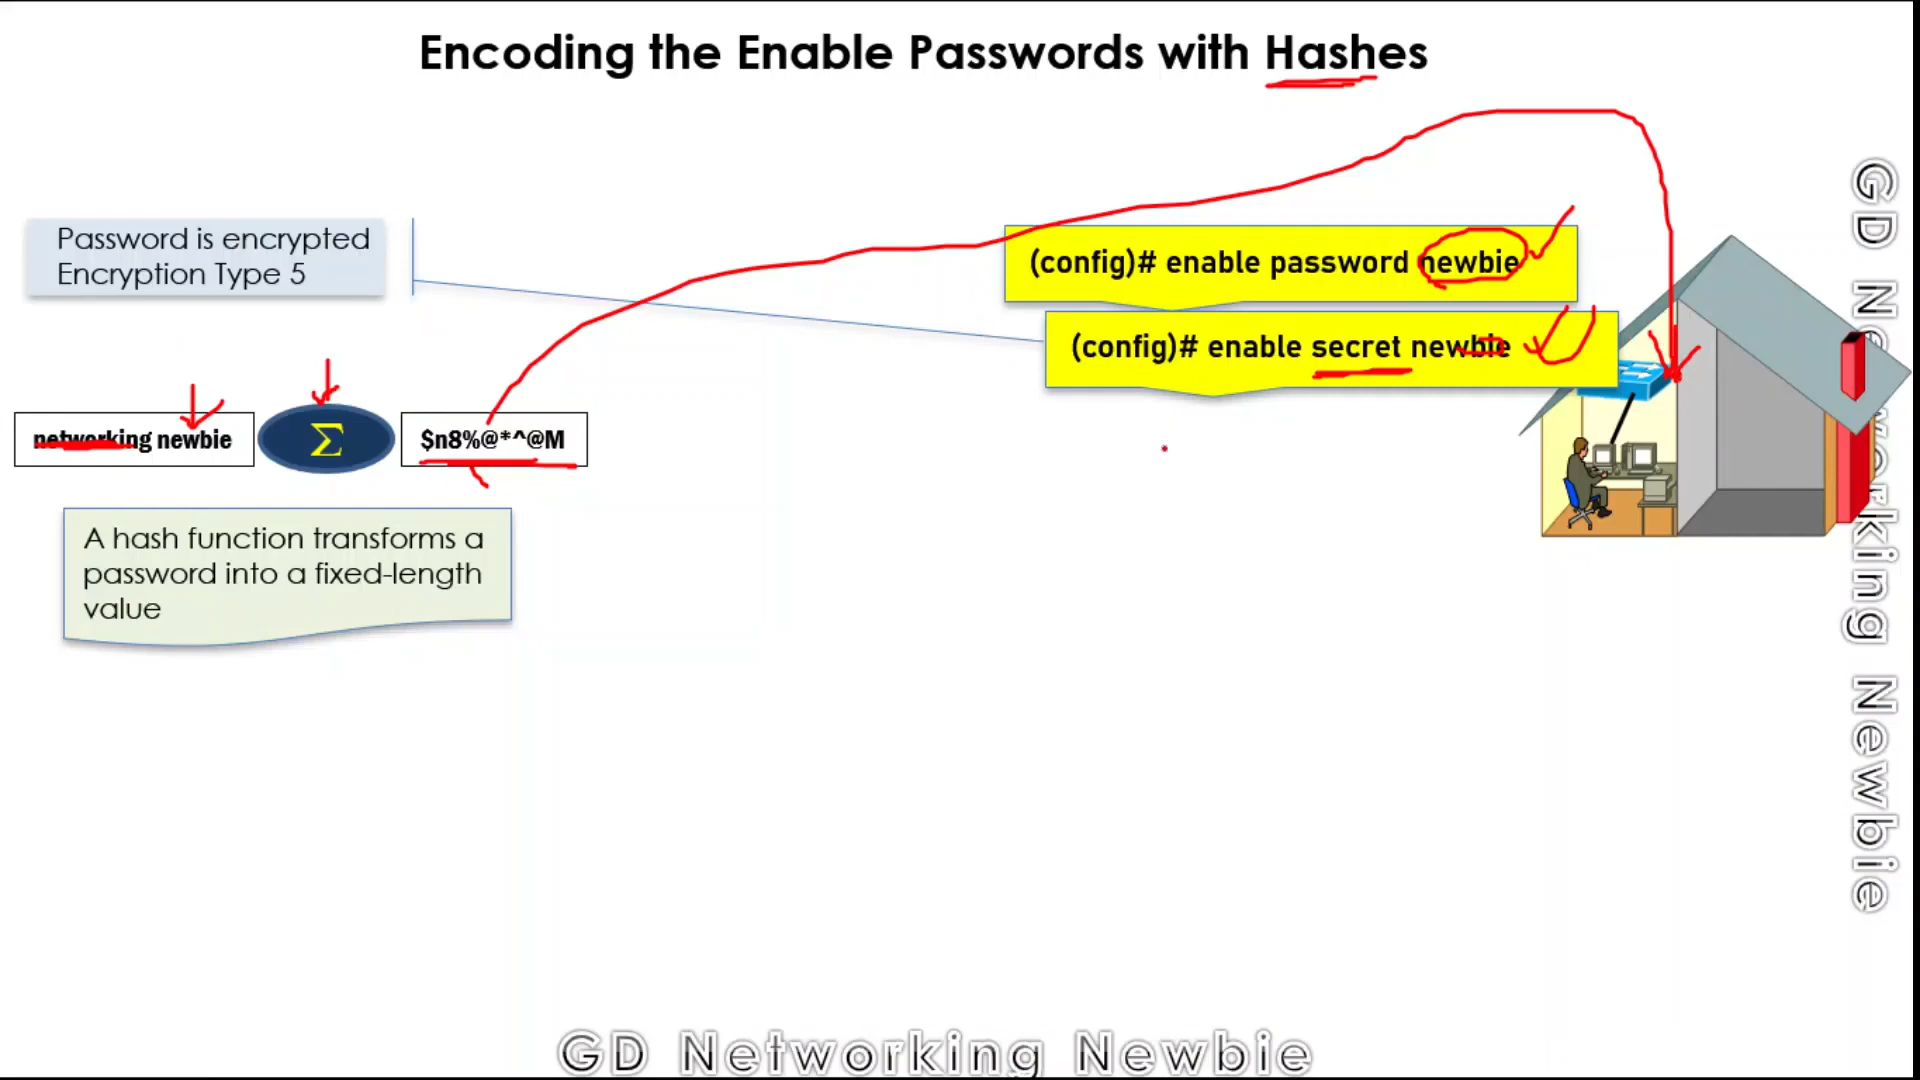 Encoding the Enable Passwords with Hashes
Password is encrypted
Encryption Type 5
(config)# enable password newbie
(config)# enable secret newbie
networking newbie
Σ
$n8%@*^@M
A hash function transforms a
password into a fixed-length
value
GD Networking Newbie
GD Networking Newbie